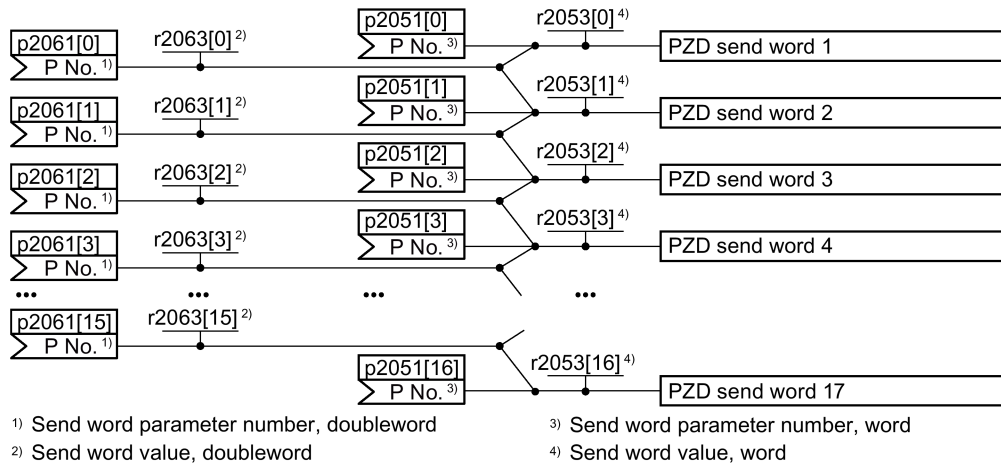 p2061[0] r2063[0] 2) p2051[0] r2053[0] 4)
P No. 1) P No. 3) PZD send word 1
p2061[1] r2063[1] 2) p2051[1] r2053[1] 4)
P No. 1) P No. 3) PZD send word 2
p2061[2] r2063[2] 2) p2051[2] r2053[2] 4)
P No. 1) P No. 3) PZD send word 3
p2061[3] r2063[3] 2) p2051[3] r2053[3] 4)
P No. 1) P No. 3) PZD send word 4
... ... ... ...
p2061[15] r2063[15] 2)
P No. 1)
p2051[16] r2053[16] 4)
P No. 3) PZD send word 17
1) Send word parameter number, doubleword
2) Send word value, doubleword
3) Send word parameter number, word
4) Send word value, word